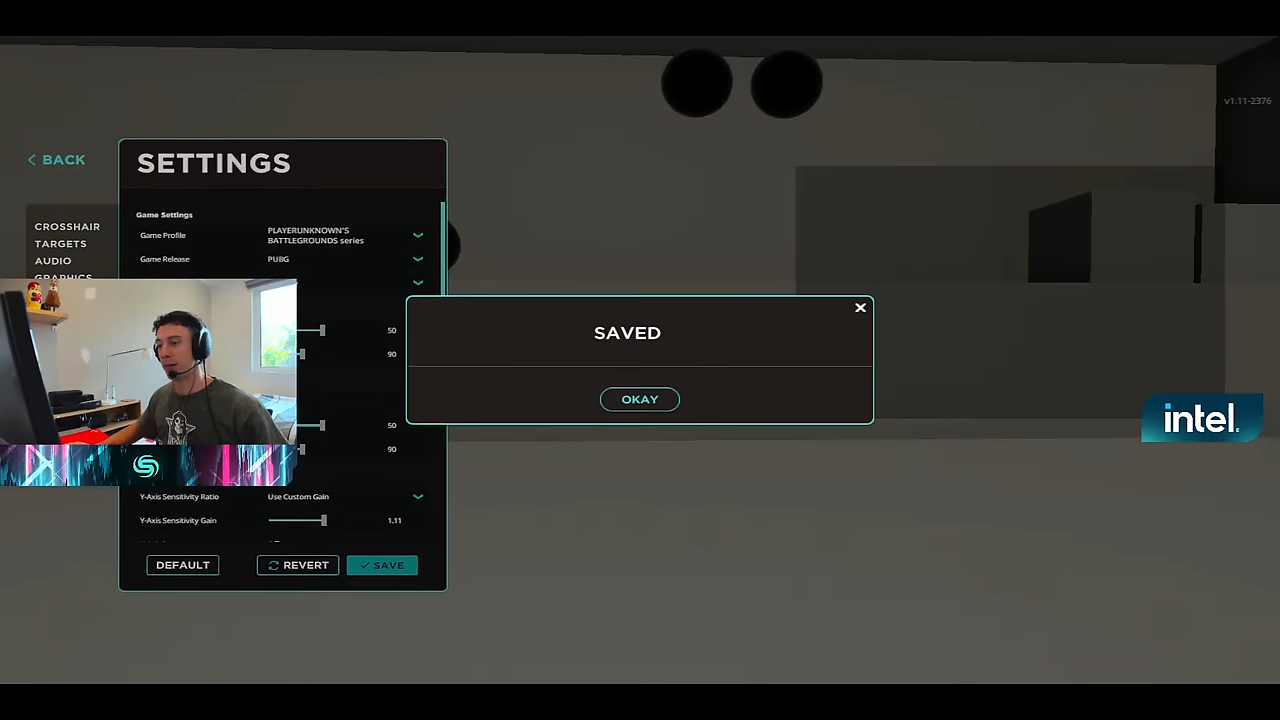 v1.11-2376
BACK
SETTINGS
CROSSHAIR
TARGETS
AUDIO
GRAPHICS
Game Settings
Game Profile
PLAYERUNKNOWN'S
BATTLEGROUNDS series
Game Release
PUBG
50
90
SAVED
OKAY
intel.
50
90
Y-Axis Sensitivity Ratio
Use Custom Gain
Y-Axis Sensitivity Gain
1,11
DEFAULT
REVERT
SAVE